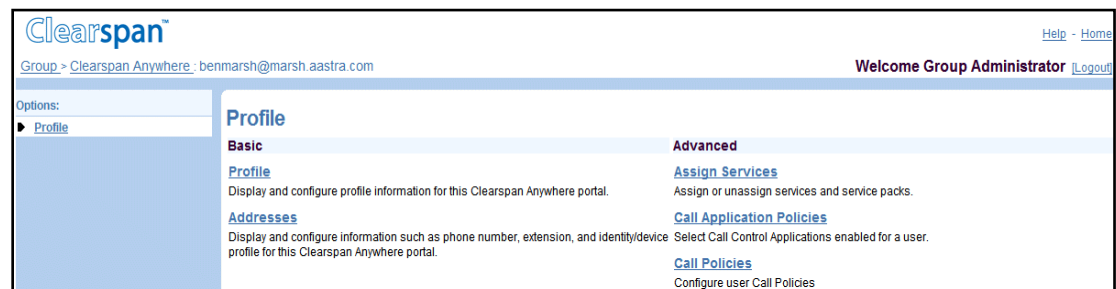 Clearspan™
Help - Home
Group > Clearspan Anywhere : benmarsh@marsh.aastra.com
Welcome Group Administrator [Logout]
Options:
Profile
Profile
Basic
Profile
Display and configure profile information for this Clearspan Anywhere portal.
Addresses
Display and configure information such as phone number, extension, and identity/device
profile for this Clearspan Anywhere portal.
Advanced
Assign Services
Assign or unassign services and service packs.
Call Application Policies
Select Call Control Applications enabled for a user.
Call Policies
Configure user Call Policies